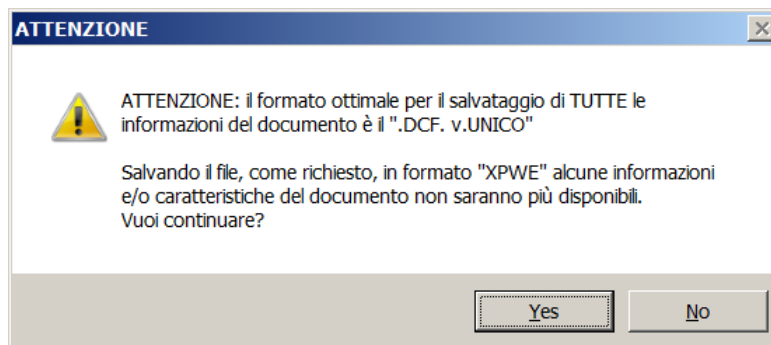 ATTENZIONE
ATTENZIONE: il formato ottimale per il salvataggio di TUTTE le
informazioni del documento è il ".DCF. v.UNICO"
Salvando il file, come richiesto, in formato "XPWE" alcune informazioni
e/o caratteristiche del documento non saranno più disponibili.
Vuoi continuare?
Yes
No